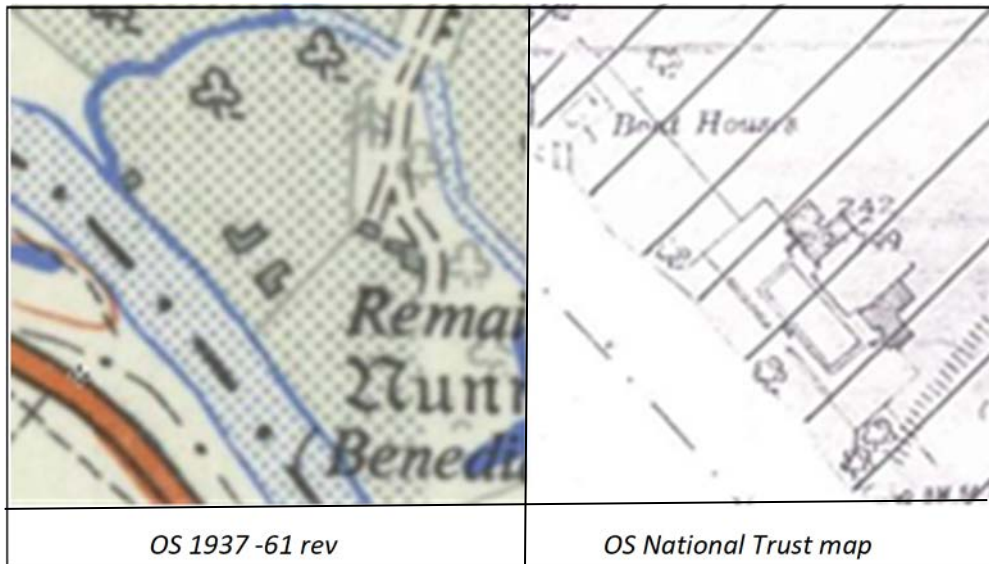 Remai
Nunn
Benedi
Boat Houses
242
OS 1937 -61 rev
OS National Trust map